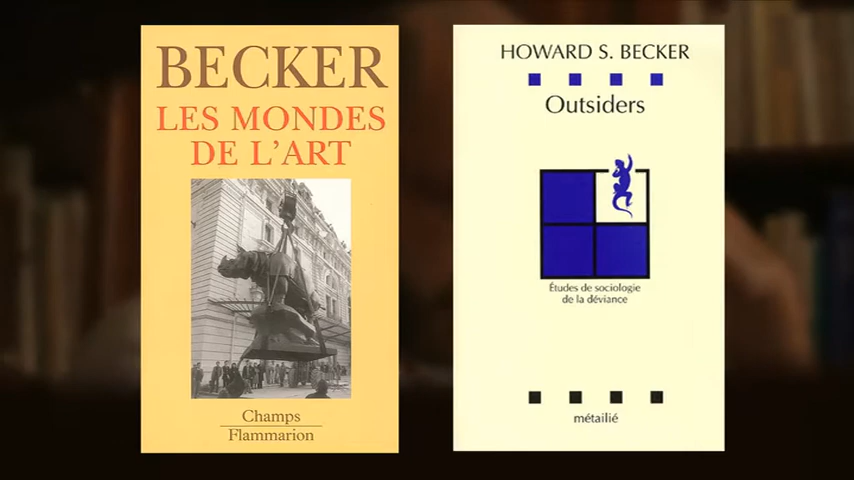 BECKER
LES MONDES
DE L'ART
Champs
Flammarion
HOWARD S. BECKER
Outsiders
Études de sociologie
de la déviance
métailié